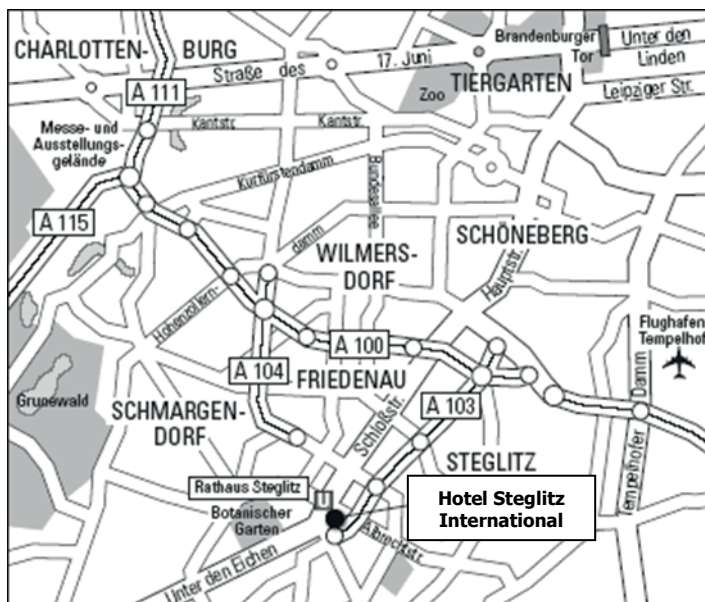 CHARLOTTEN-
BURG
Brandenburger
Tor
Unter den
Linden
Straße des
17. Juni
TIERGARTEN
Leipziger Str.
A 111
Zoo
Messe- und
Ausstellungs-
gelände
Kantstr.
Kantstr.
Kurfürstendamm
Bundesallee
A 115
damm
Hohenzollern-
WILMERS-
DORF
SCHÖNEBERG
Hauptstr.
Flughafen
Tempelhof
A 100
A 104
FRIEDENAU
A 103
Grunewald
SCHMARGEN-
DORF
Schloßstr.
Damm
Tempelhofer
STEGLITZ
Rathaus Steglitz
Botanischer
Garten
Hotel Steglitz
International
Albrechtstr.
Unter den Eichen